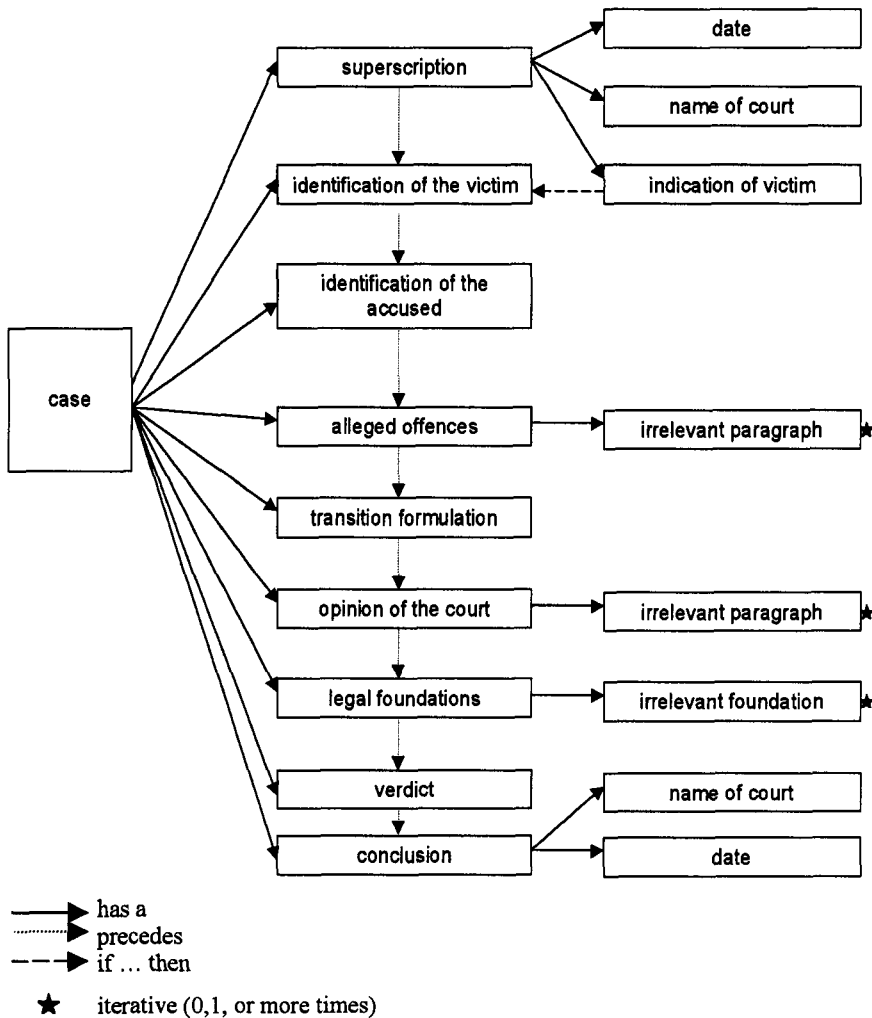 date
superscription
name of court
identification of the victim
indication of victim
identification of the
accused
case
alleged offences
irrelevant paragraph
transition formulation
opinion of the court
irrelevant paragraph
legal foundations
irrelevant foundation
verdict
name of court
conclusion
date
has a
precedes
if ... then
iterative (0,1, or more times)